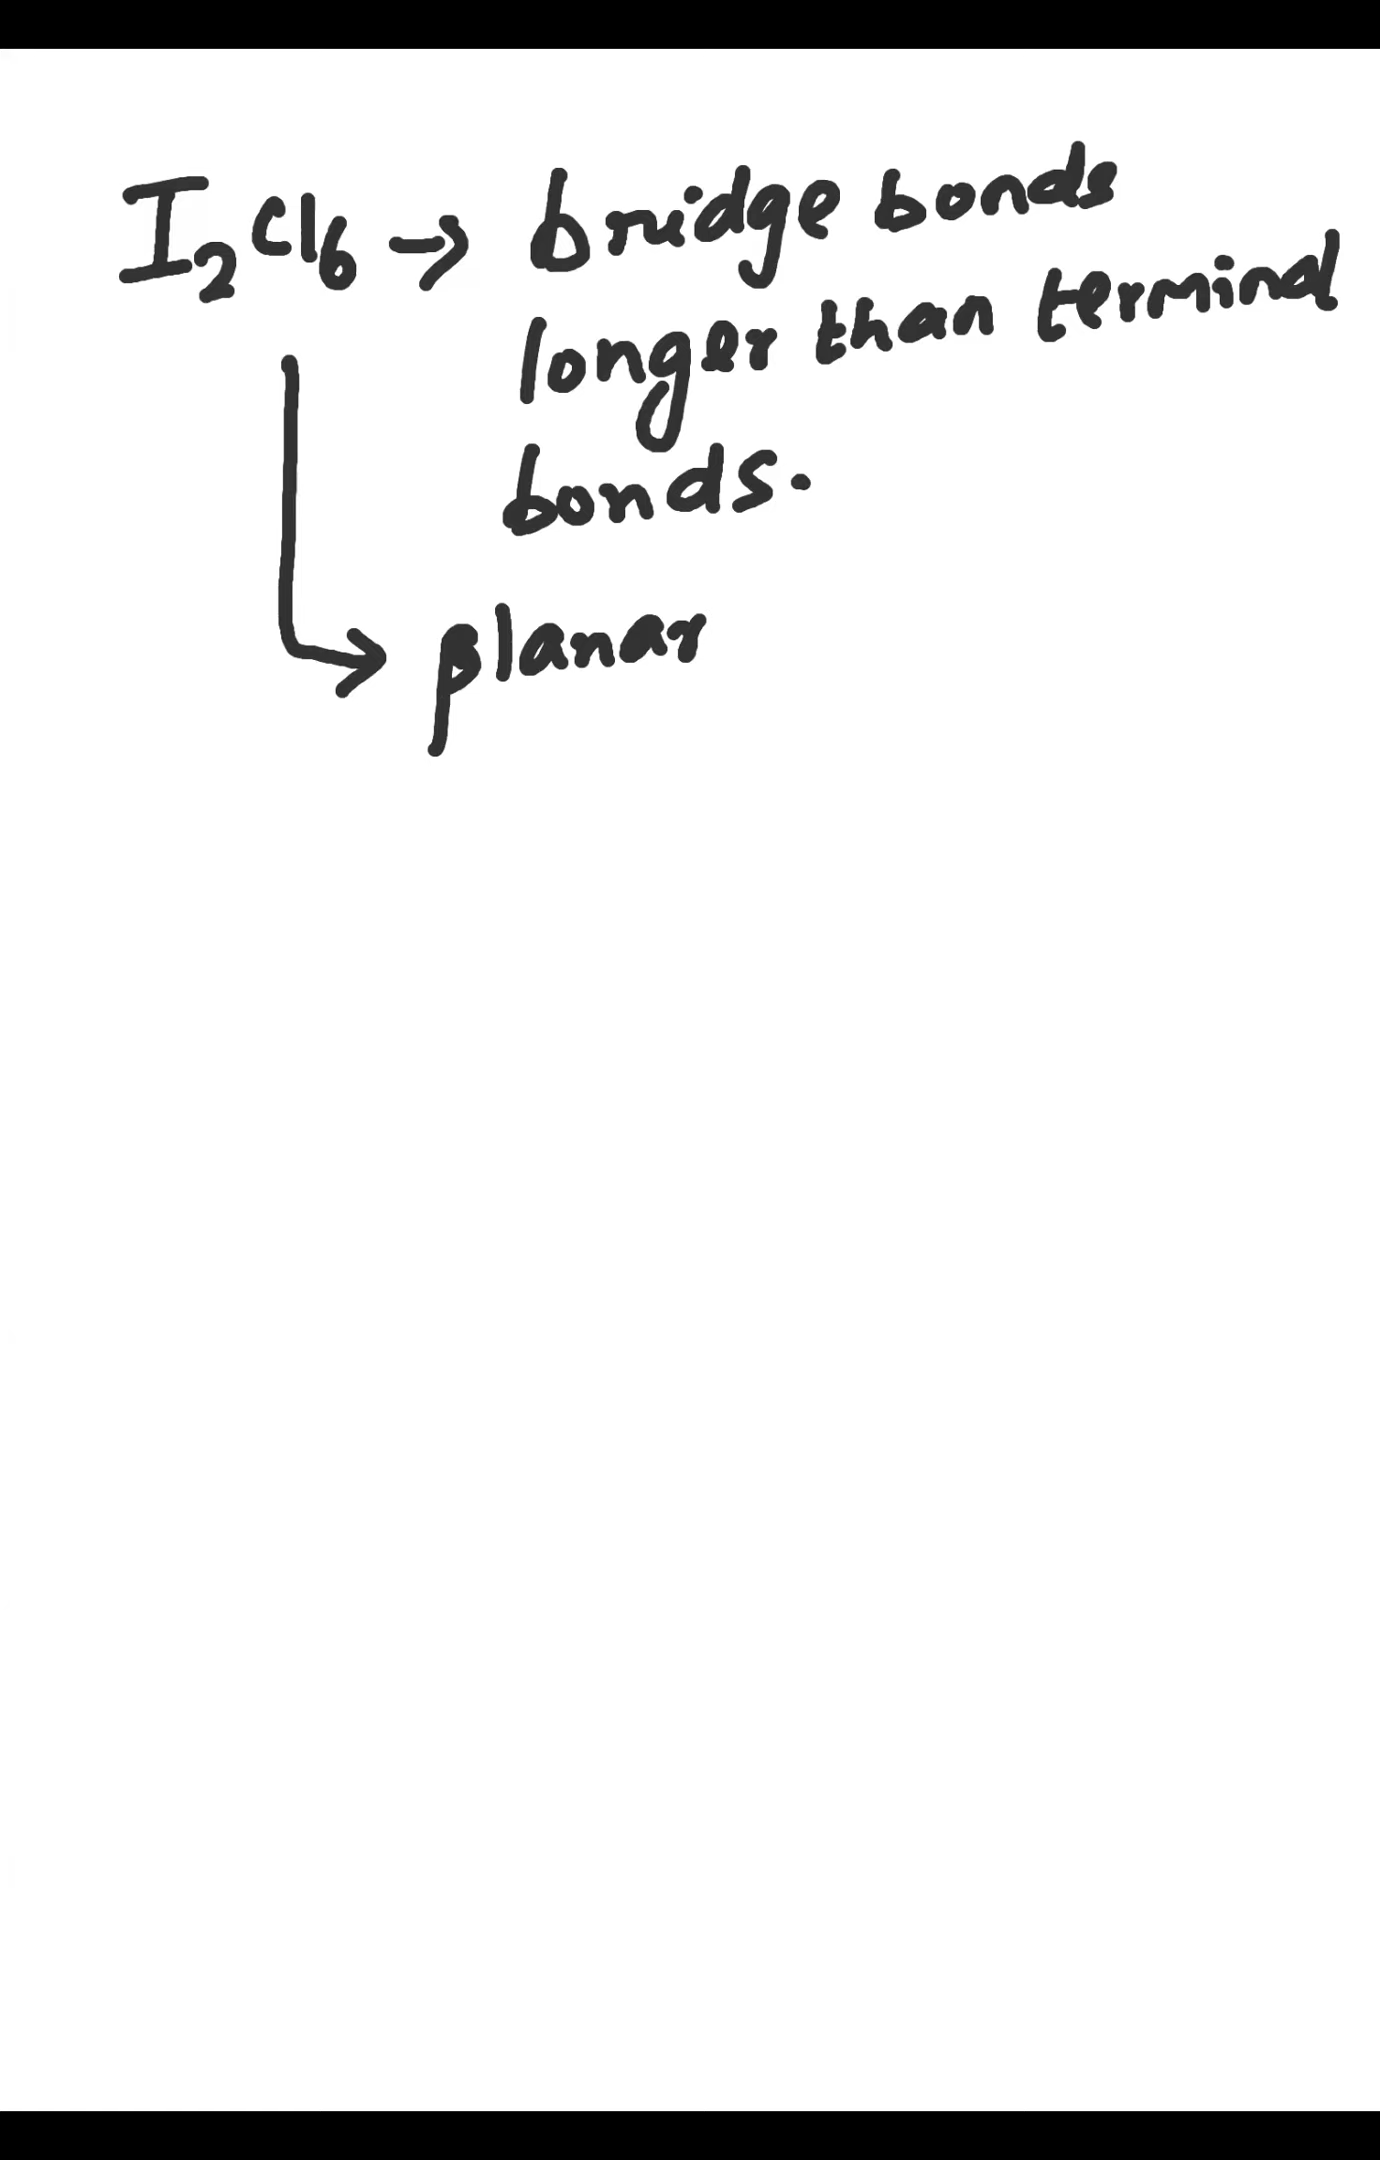 I₂Cl₆ → bridge bonds
longer than terminal
bonds.
→ planar